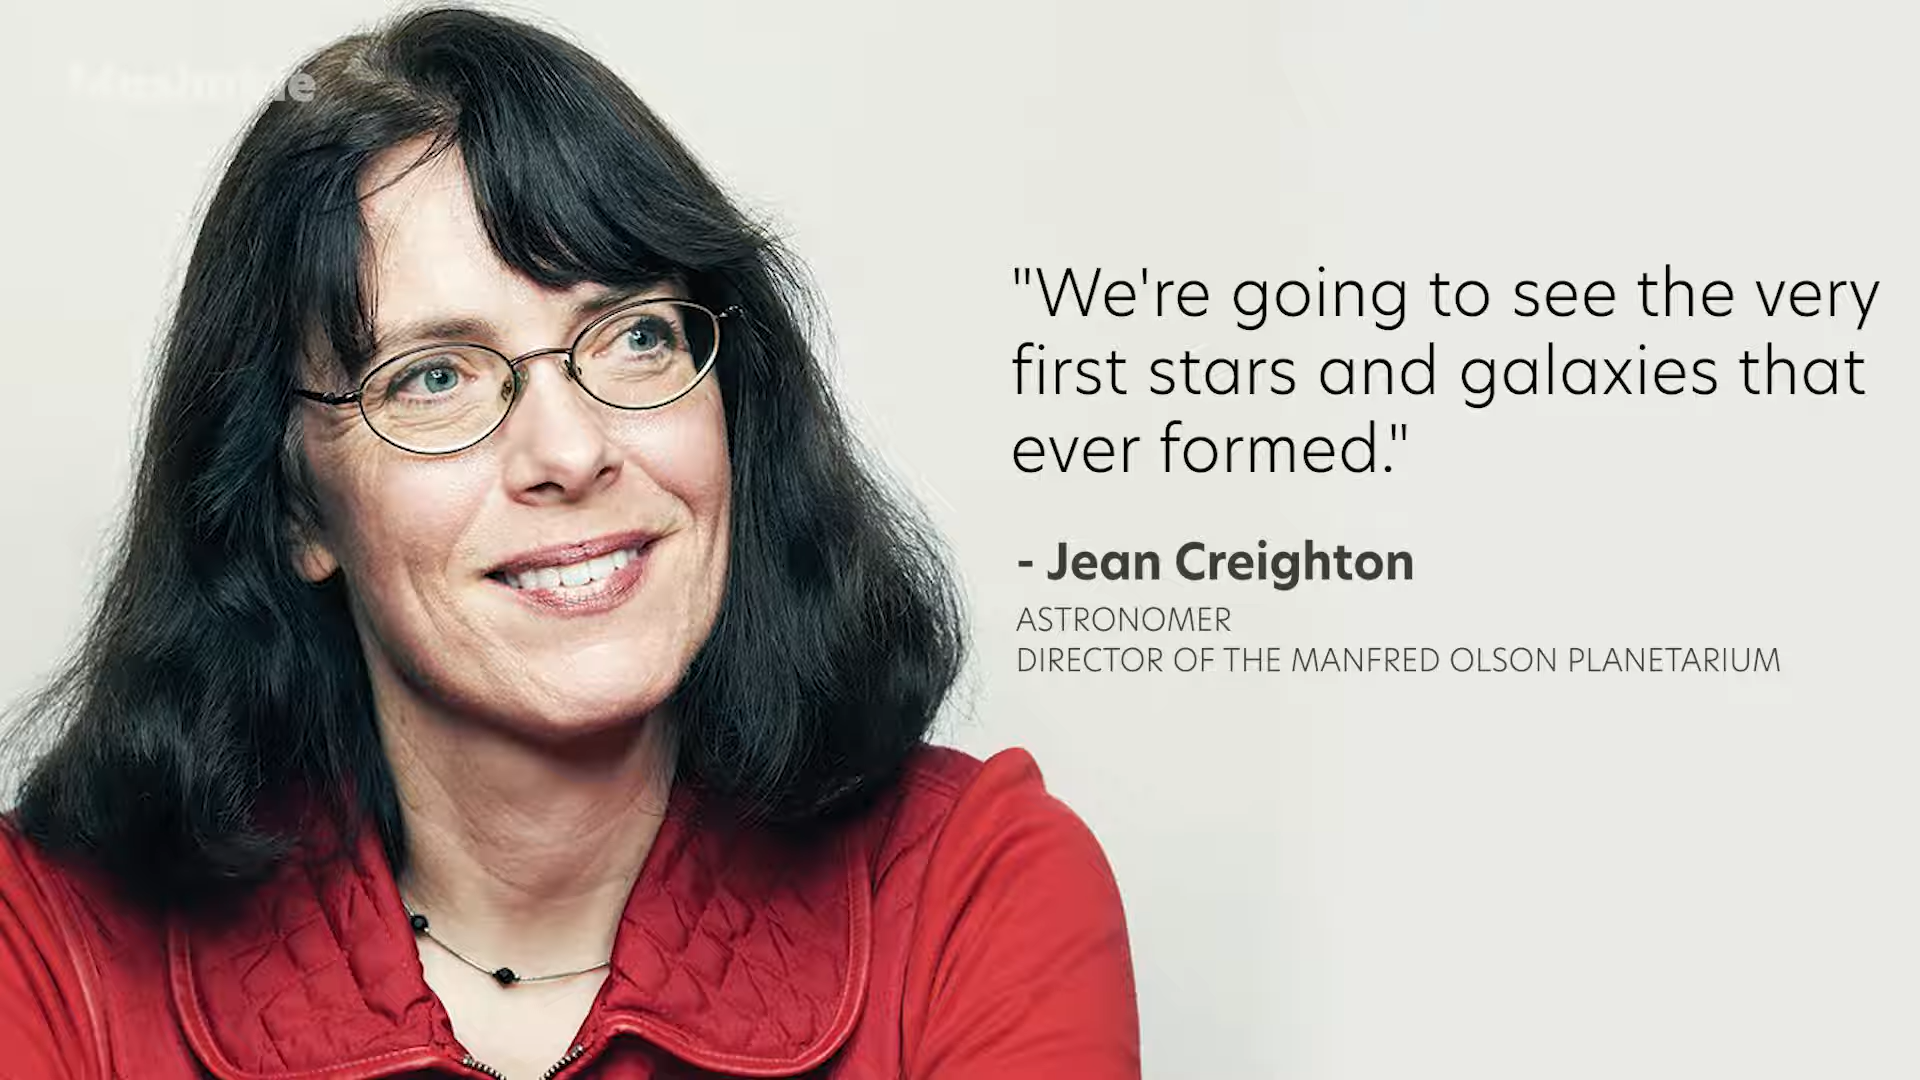 "We're going to see the very
first stars and galaxies that
ever formed."
- Jean Creighton
ASTRONOMER
DIRECTOR OF THE MANFRED OLSON PLANETARIUM